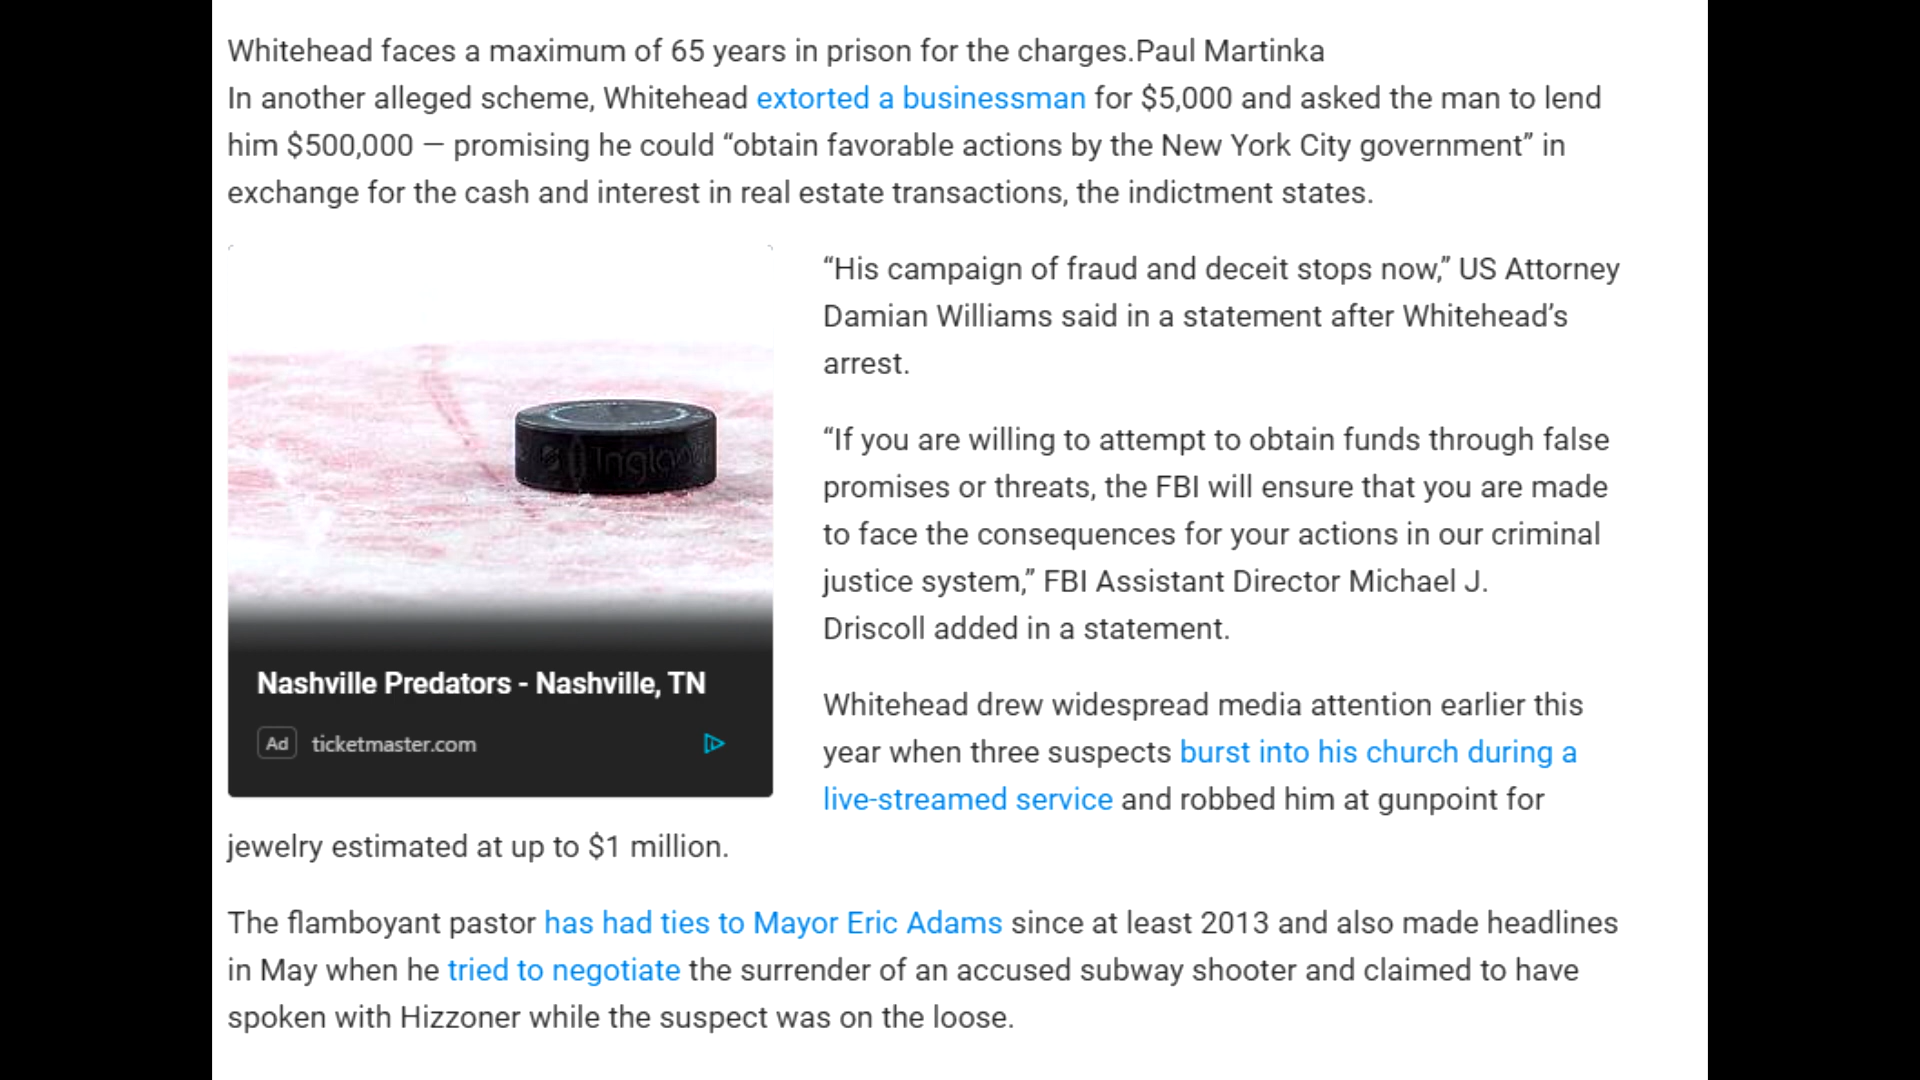 Whitehead faces a maximum of 65 years in prison for the charges.Paul Martinka
In another alleged scheme, Whitehead extorted a businessman for $5,000 and asked the man to lend
him $500,000 — promising he could “obtain favorable actions by the New York City government” in
exchange for the cash and interest in real estate transactions, the indictment states.
“His campaign of fraud and deceit stops now,” US Attorney
Damian Williams said in a statement after Whitehead’s
arrest.
“If you are willing to attempt to obtain funds through false
promises or threats, the FBI will ensure that you are made
to face the consequences for your actions in our criminal
justice system,” FBI Assistant Director Michael J.
Driscoll added in a statement.
Whitehead drew widespread media attention earlier this
year when three suspects burst into his church during a
live-streamed service and robbed him at gunpoint for
jewelry estimated at up to $1 million.
Nashville Predators - Nashville, TN
Ad ticketmaster.com
The flamboyant pastor has had ties to Mayor Eric Adams since at least 2013 and also made headlines
in May when he tried to negotiate the surrender of an accused subway shooter and claimed to have
spoken with Hizzoner while the suspect was on the loose.